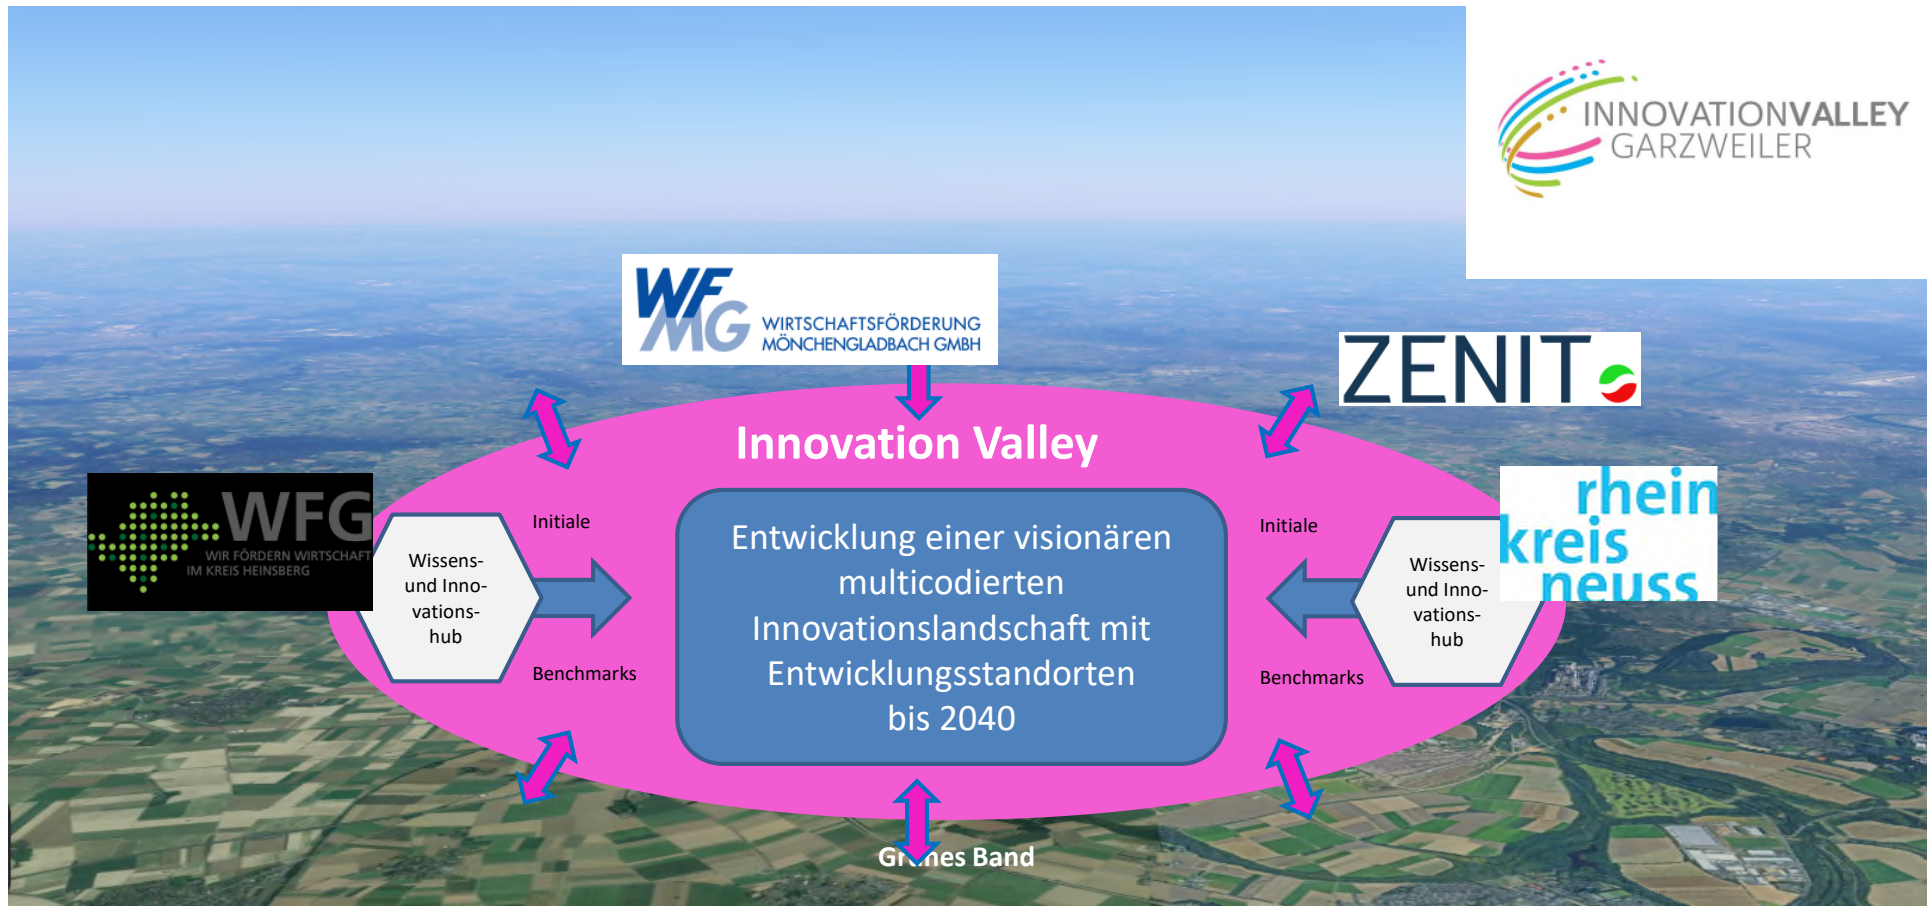 INNOVATIONVALLEY
GARZWEILER
WFMG
WIRTSCHAFTSFÖRDERUNG
MÖNCHENGLADBACH GMBH
ZENIT
Innovation Valley
WFG
WIR FÖRDERN WIRTSCHAFT
IM KREIS HEINSBERG
rhein
kreis
neuss
Initiale
Wissens-
und Inno-
vations-
hub
Benchmarks
Entwicklung einer visionären
multicodierten
Innovationslandschaft mit
Entwicklungsstandorten
bis 2040
Initiale
Wissens-
und Inno-
vations-
hub
Benchmarks
Grünes Band